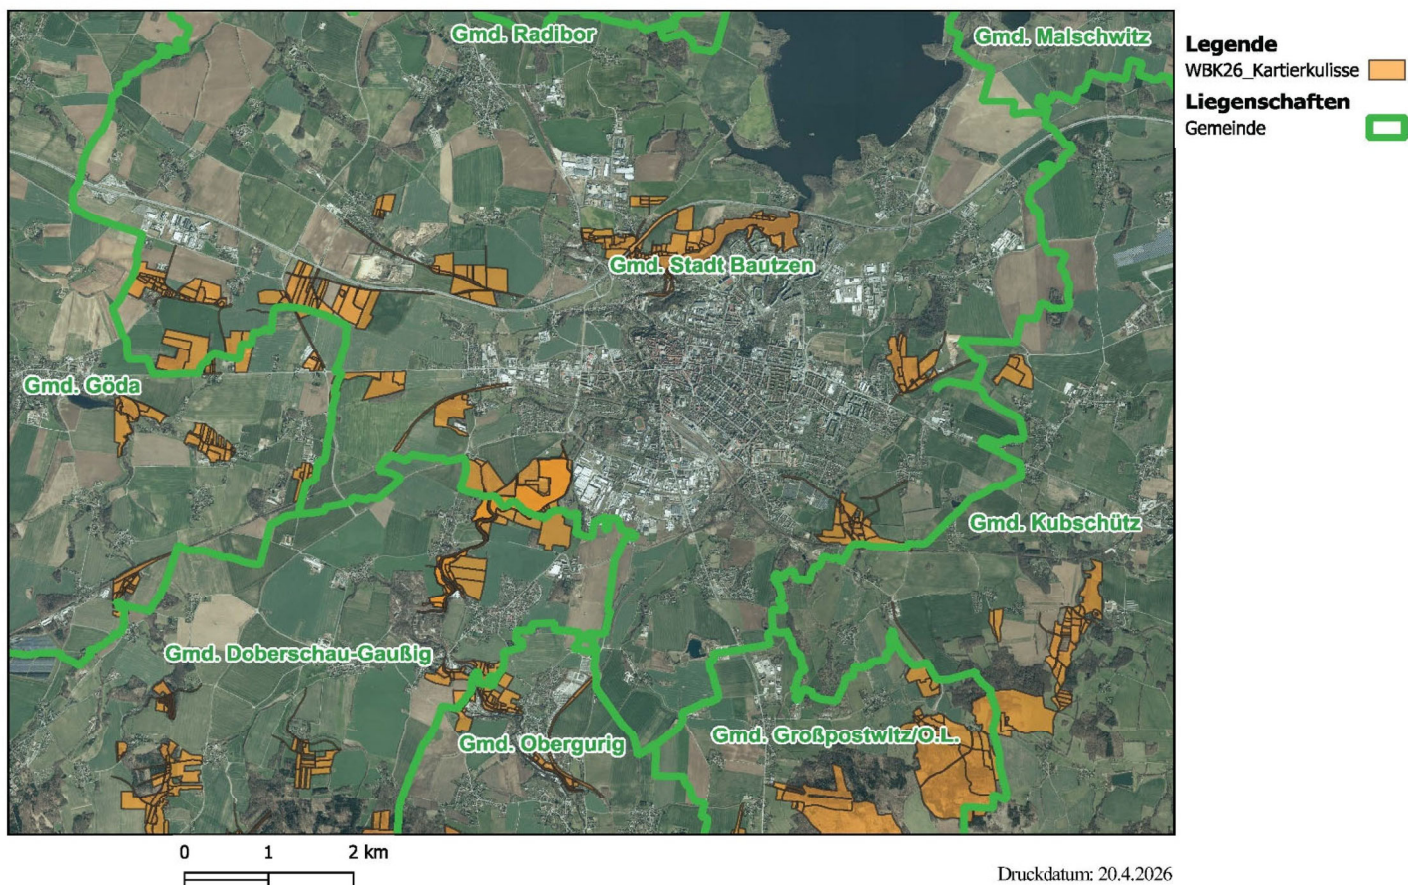 Gmd. Radibor
Gmd. Malschwitz
Legende
WBK26_Kartierkulisse
Liegenschaften
Gemeinde
Gmd. Stadt Bautzen
Gmd. Göda
Gmd. Kubschütz
Gmd. Doberschau-Gaußig
Gmd. Obergurig
Gmd. Großpostwitz/O.L.
0 1 2 km
Druckdatum: 20.4.2026